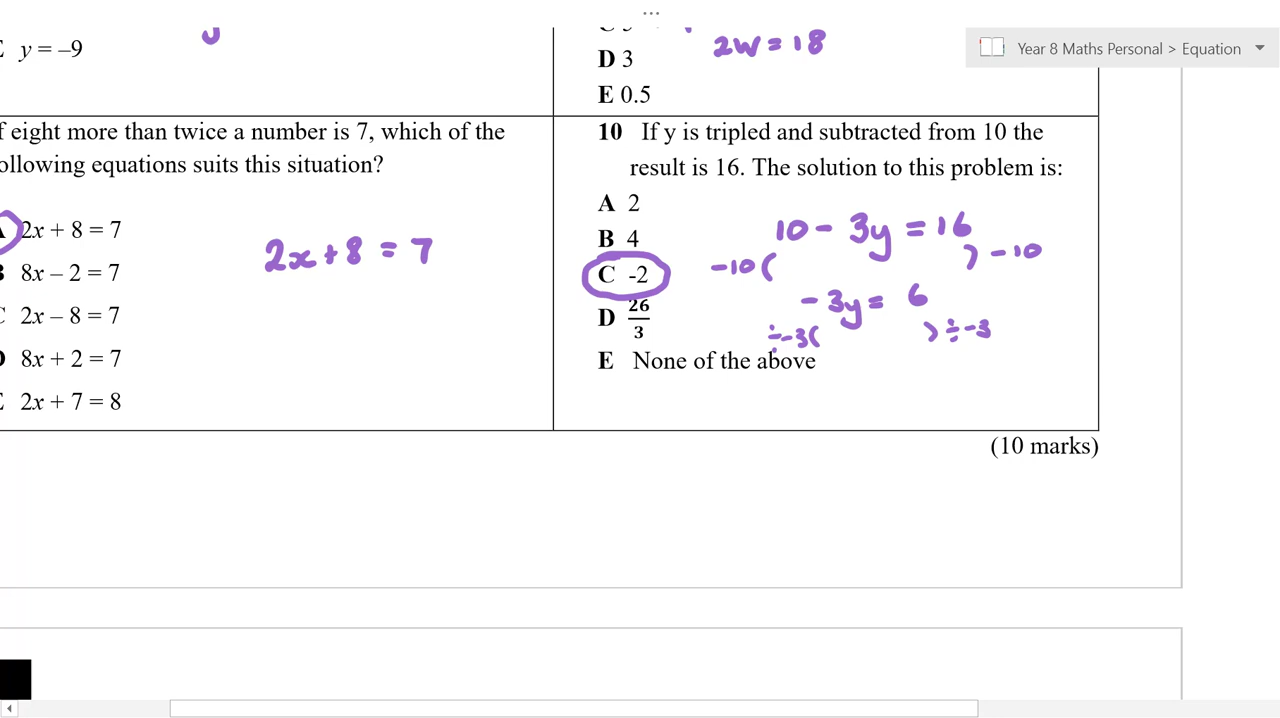 Year 8 Maths Personal > Equation
y = –9
2w = 18
D 3
E 0.5
eight more than twice a number is 7, which of the
ollowing equations suits this situation?
2x + 8 = 7
8x – 2 = 7
2x – 8 = 7
8x + 2 = 7
2x + 7 = 8
2x + 8 = 7
10 If y is tripled and subtracted from 10 the
result is 16. The solution to this problem is:
A 2
B 4
C -2
D 26/3
E None of the above
10 - 3y = 16
-10 ( ) -10
- 3y = 6
÷-3 ( ) ÷-3
(10 marks)